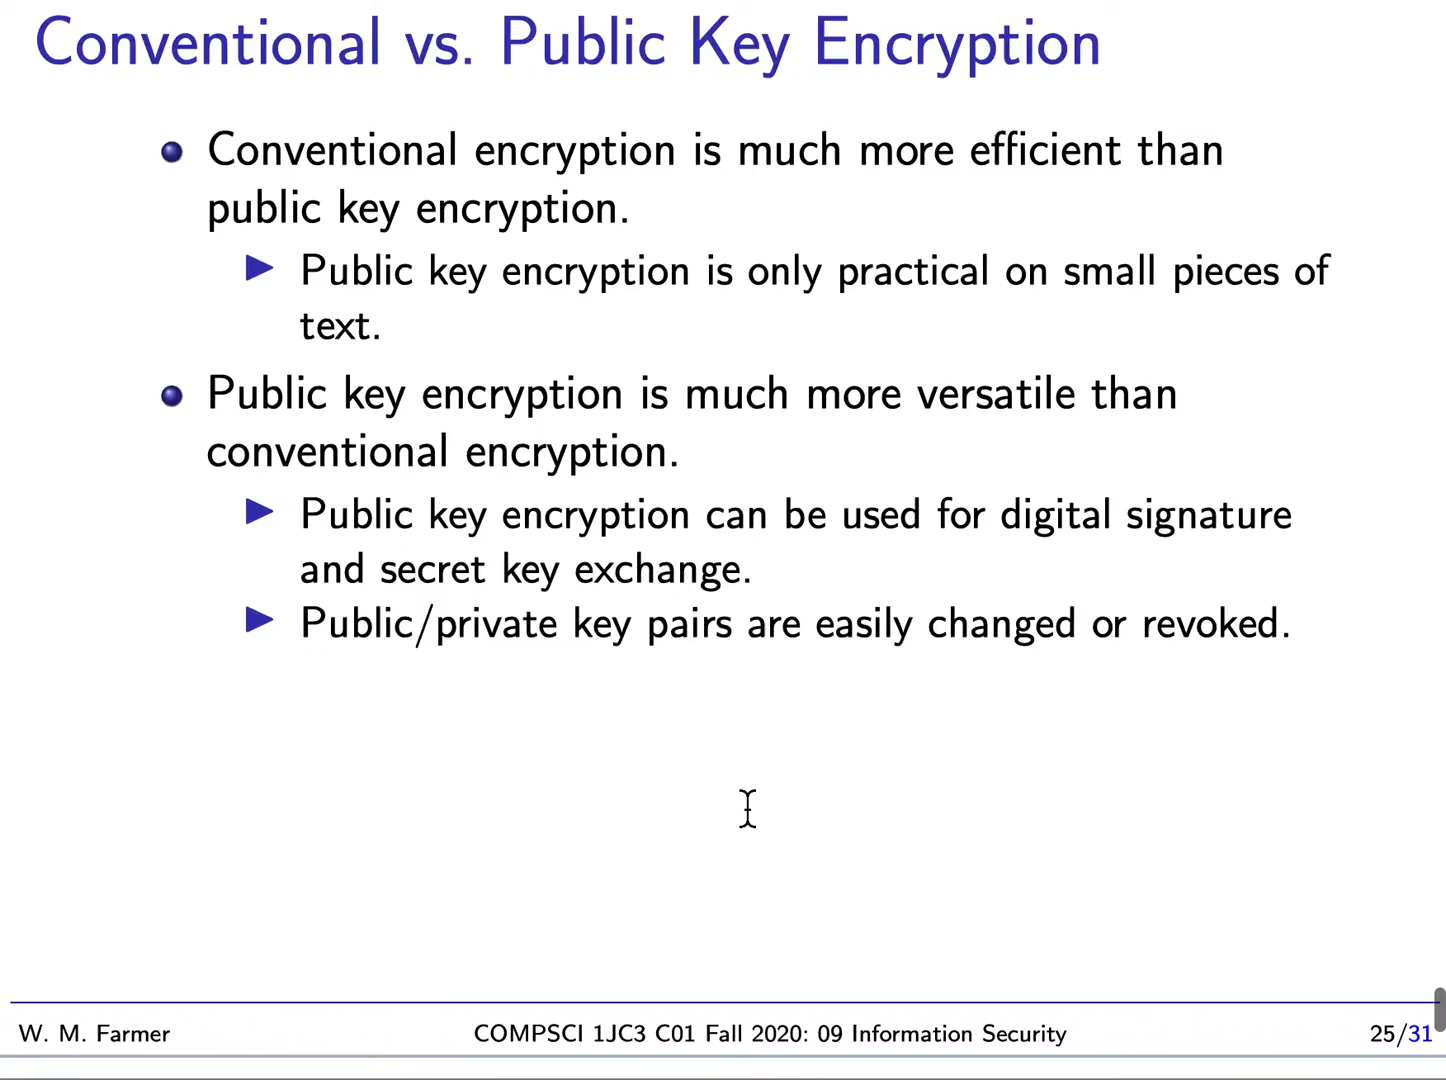 Conventional vs. Public Key Encryption
Conventional encryption is much more efficient than
public key encryption.
Public key encryption is only practical on small pieces of
text.
Public key encryption is much more versatile than
conventional encryption.
Public key encryption can be used for digital signature
and secret key exchange.
Public/private key pairs are easily changed or revoked.
W. M. Farmer COMPSCI 1JC3 C01 Fall 2020: 09 Information Security 25/31